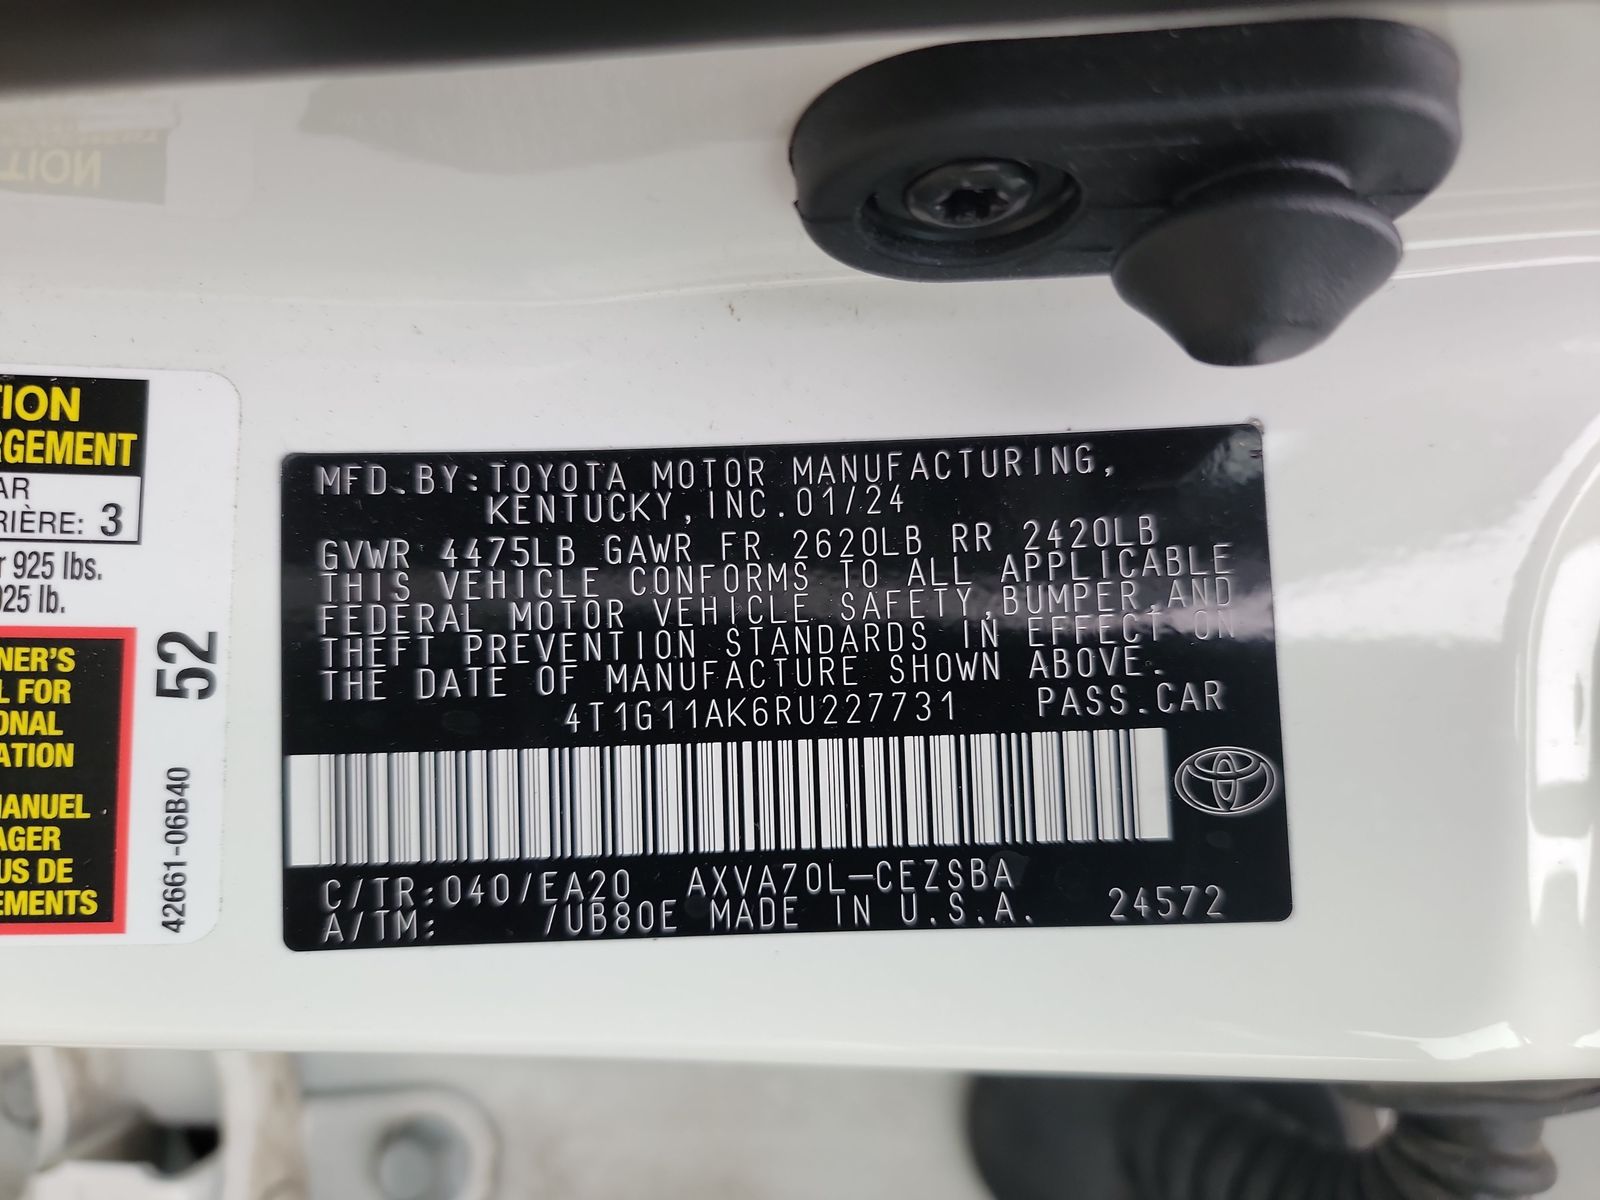 TION
TION
RGEMENT
AR
RIÈRE: 3
r 925 lbs.
925 lb.
NER'S
L FOR
ONAL
ATION
MANUEL
AGER
US DE
EMENTS
52
42661-06B40
MFD.BY:TOYOTA MOTOR MANUFACTURING,
KENTUCKY,INC.01/24
GVWR 4475LB GAWR FR 2620LB RR 2420LB
THIS VEHICLE CONFORMS TO ALL APPLICABLE
FEDERAL MOTOR VEHICLE SAFETY,BUMPER,AND
THEFT PREVENTION STANDARDS IN EFFECT ON
THE DATE OF MANUFACTURE SHOWN ABOVE.
4T1G11AK6RU227731 PASS.CAR
C/TR:040/EA20 AXVA70L-CEZSBA
A/TM: /UB80E MADE IN U.S.A. 24572